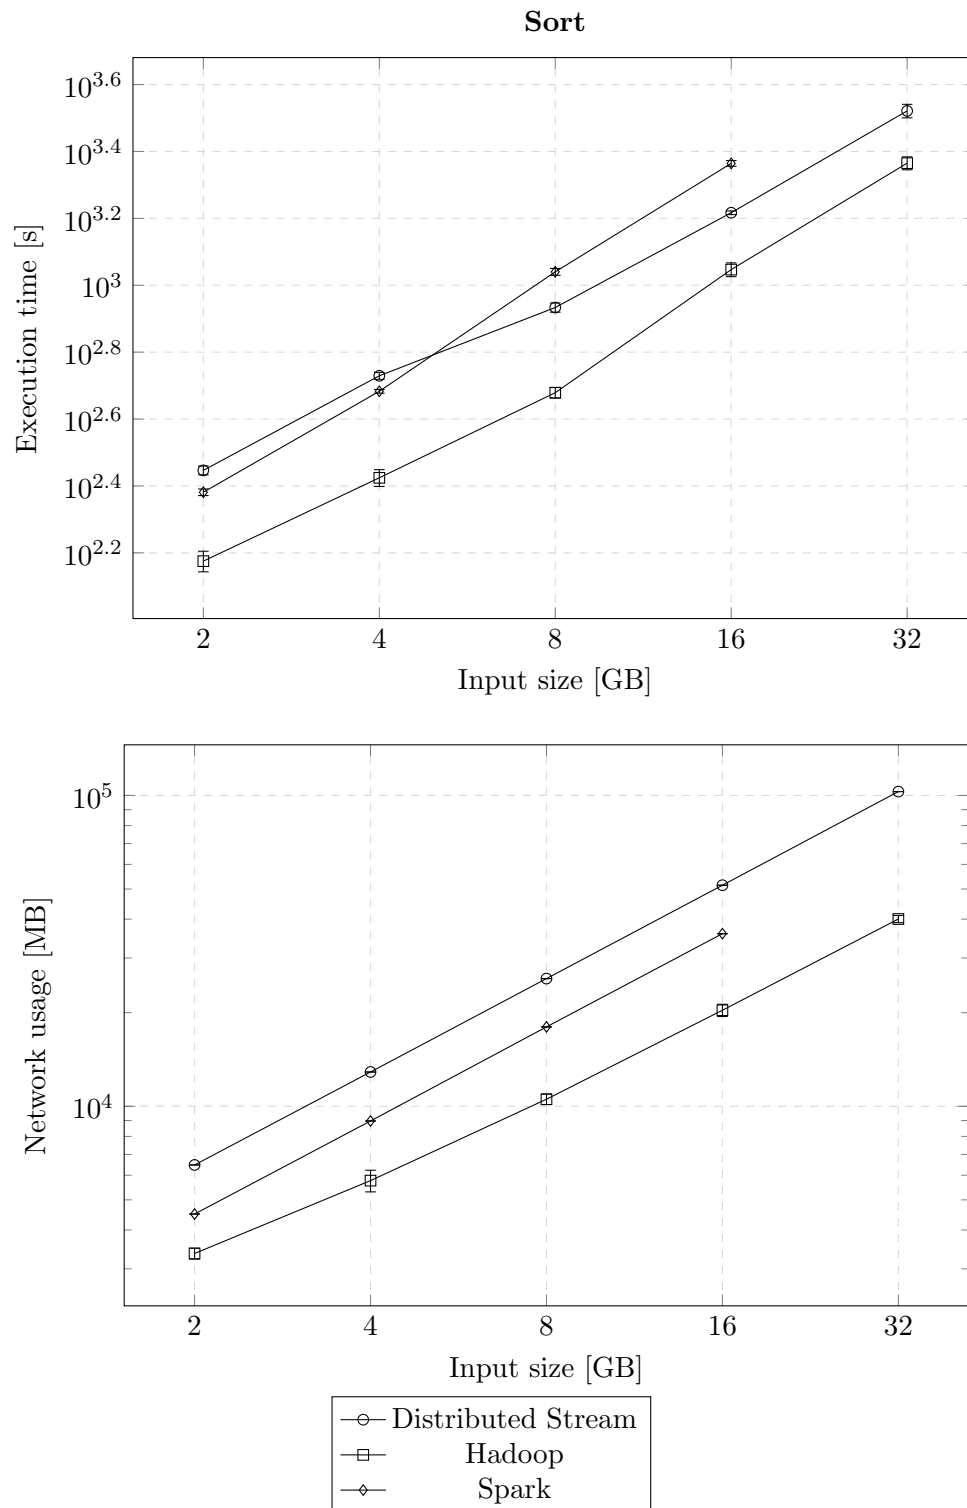 Sort
10^3.6
10^3.4
10^3.2
10^3
10^2.8
10^2.6
10^2.4
10^2.2
Execution time [s]
2 4 8 16 32
Input size [GB]
10^5
10^4
Network usage [MB]
2 4 8 16 32
Input size [GB]
Distributed Stream
Hadoop
Spark